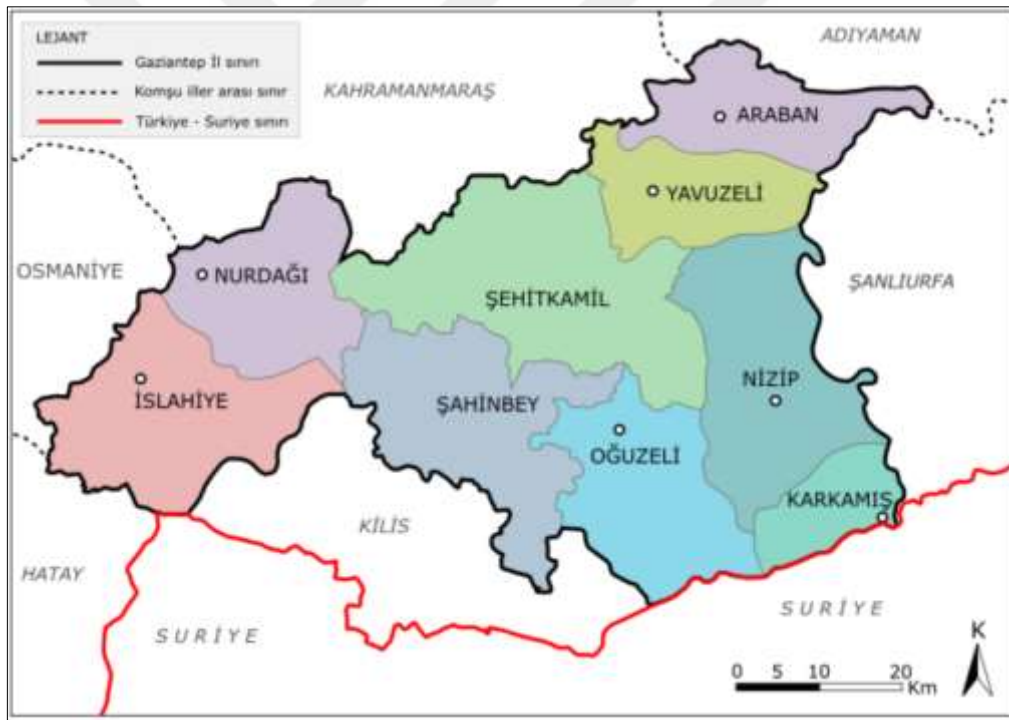 LEJANT
Gaziantep İl sınırı
Komşu iller arası sınır
Türkiye - Suriye sınırı
ADIYAMAN
KAHRAMANMARAŞ
ARABAN
YAVUZELİ
OSMANİYE
NURDAĞI
ŞEHİTKAMİL
ŞANLIURFA
NİZİP
İSLAHİYE
ŞAHİNBEY
OĞUZELİ
KARKAMIŞ
KİLİS
HATAY
SURİYE
SURİYE
K
0 5 10 20
Km